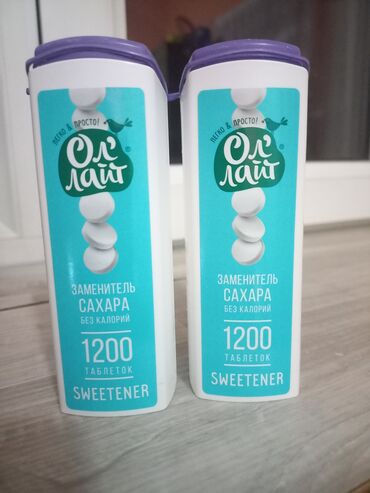 ЛЕГКО & ПРОСТО!
Ол'
лайт
ЗАМЕНИТЕЛЬ
САХАРА
БЕЗ КАЛОРИЙ
1200
ТАБЛЕТОК
SWEETENER
ЛЕГКО & ПРОСТО!
Ол'
лайт
ЗАМЕНИТЕЛЬ
САХАРА
БЕЗ КАЛОРИЙ
1200
ТАБЛЕТОК
SWEETENER